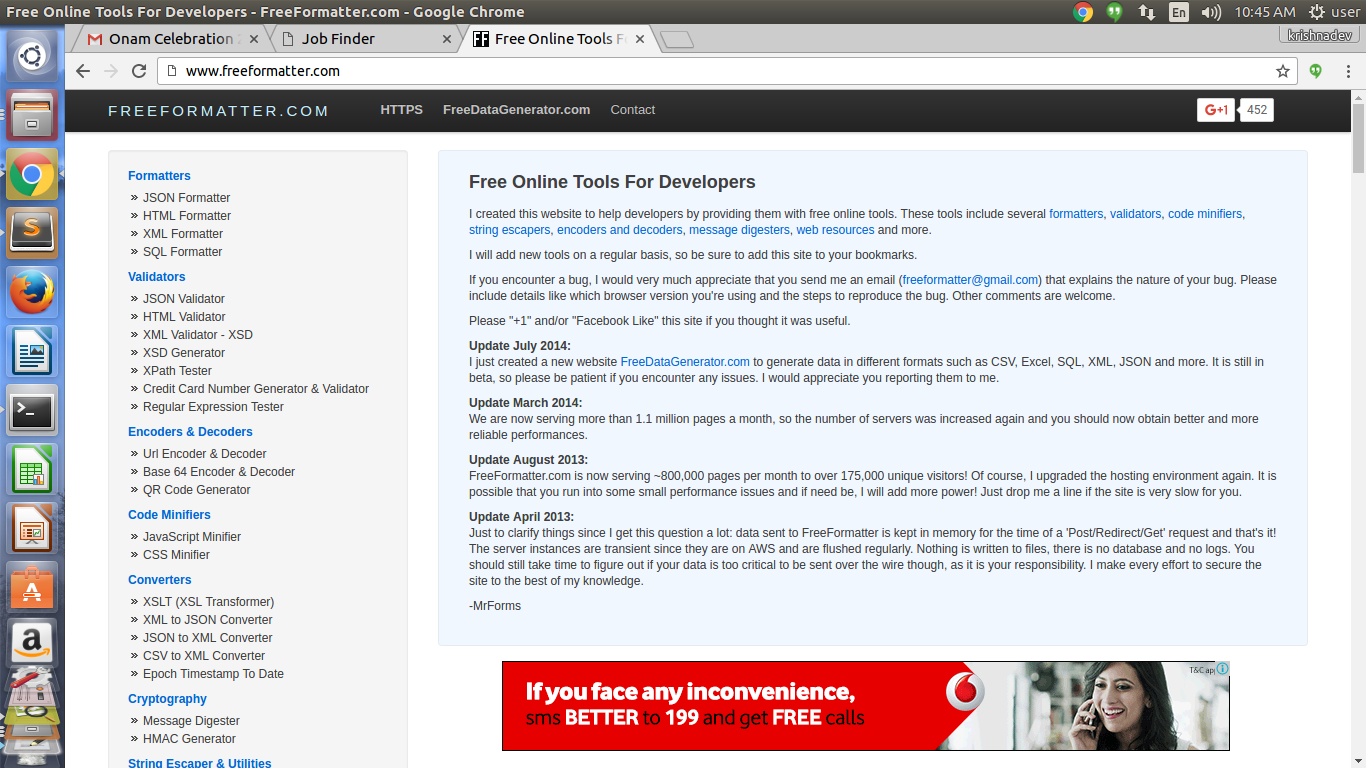 Free Online Tools For Developers - FreeFormatter.com - Google Chrome
En
10:45 AM
user
Onam Celebration
Job Finder
Free Online Tools F
krishnadev
www.freeformatter.com
FREEFORMATTER.COM
HTTPS
FreeDataGenerator.com
Contact
G+1
452
Formatters
» JSON Formatter
» HTML Formatter
» XML Formatter
» SQL Formatter
Validators
» JSON Validator
» HTML Validator
» XML Validator - XSD
» XSD Generator
» XPath Tester
» Credit Card Number Generator & Validator
» Regular Expression Tester
Encoders & Decoders
» Url Encoder & Decoder
» Base 64 Encoder & Decoder
» QR Code Generator
Code Minifiers
» JavaScript Minifier
» CSS Minifier
Converters
» XSLT (XSL Transformer)
» XML to JSON Converter
» JSON to XML Converter
» CSV to XML Converter
» Epoch Timestamp To Date
Cryptography
» Message Digester
» HMAC Generator
String Escaper & Utilities
Free Online Tools For Developers
I created this website to help developers by providing them with free online tools. These tools include several formatters, validators, code minifiers,
string escapers, encoders and decoders, message digesters, web resources and more.
I will add new tools on a regular basis, so be sure to add this site to your bookmarks.
If you encounter a bug, I would very much appreciate that you send me an email (freeformatter@gmail.com) that explains the nature of your bug. Please
include details like which browser version you're using and the steps to reproduce the bug. Other comments are welcome.
Please "+1" and/or "Facebook Like" this site if you thought it was useful.
Update July 2014:
I just created a new website FreeDataGenerator.com to generate data in different formats such as CSV, Excel, SQL, XML, JSON and more. It is still in
beta, so please be patient if you encounter any issues. I would appreciate you reporting them to me.
Update March 2014:
We are now serving more than 1.1 million pages a month, so the number of servers was increased again and you should now obtain better and more
reliable performances.
Update August 2013:
FreeFormatter.com is now serving ~800,000 pages per month to over 175,000 unique visitors! Of course, I upgraded the hosting environment again. It is
possible that you run into some small performance issues and if need be, I will add more power! Just drop me a line if the site is very slow for you.
Update April 2013:
Just to clarify things since I get this question a lot: data sent to FreeFormatter is kept in memory for the time of a 'Post/Redirect/Get' request and that's it!
The server instances are transient since they are on AWS and are flushed regularly. Nothing is written to files, there is no database and no logs. You
should still take time to figure out if your data is too critical to be sent over the wire though, as it is your responsibility. I make every effort to secure the
site to the best of my knowledge.
-MrForms
If you face any inconvenience,
sms BETTER to 199 and get FREE calls
T&C ap